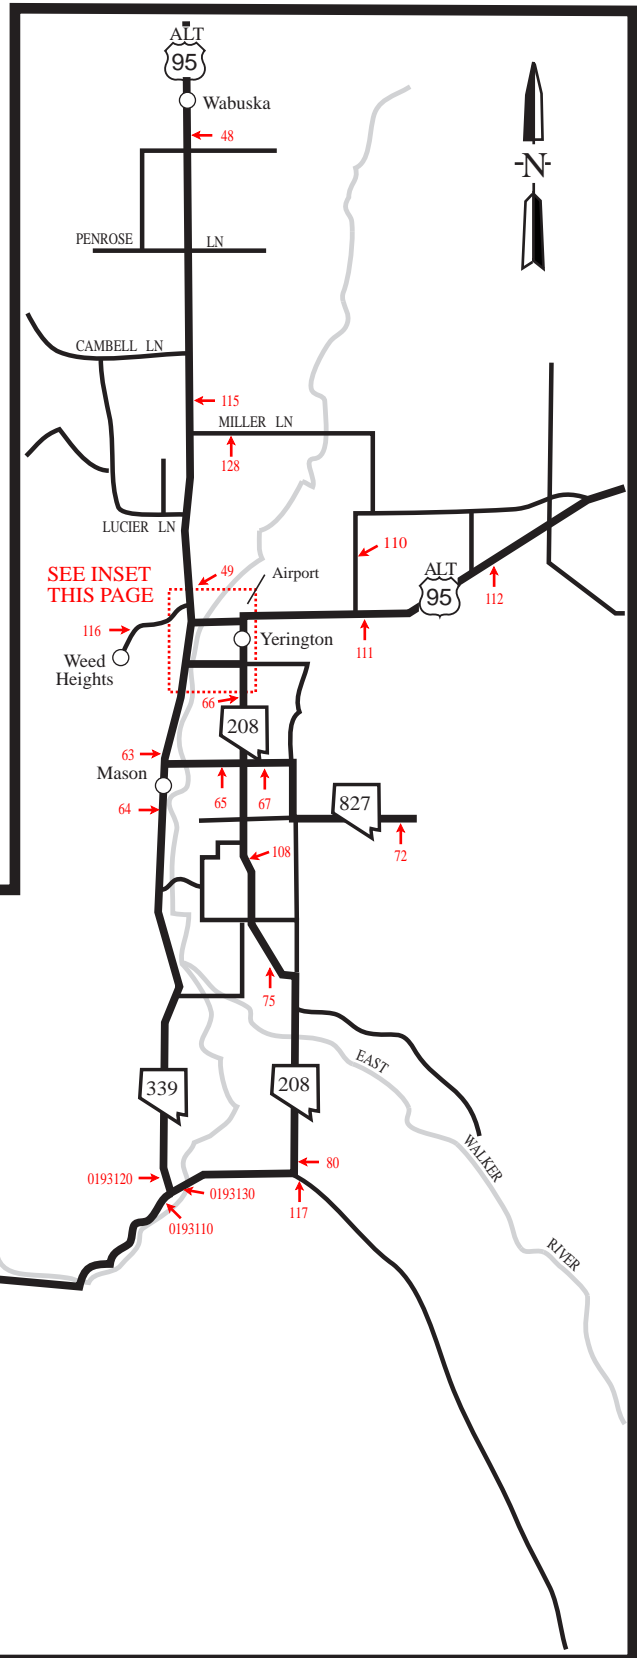 ALT
95
Wabuska
48
N
PENROSE LN
CAMBELL LN
115
MILLER LN
128
LUCIER LN
110
SEE INSET
THIS PAGE
49
Airport
ALT
95
112
116
Weed
Heights
Yerington
111
66
208
63
Mason
64
65
67
827
72
108
75
EAST
WALKER
RIVER
339
208
80
0193120
0193130
117
0193110